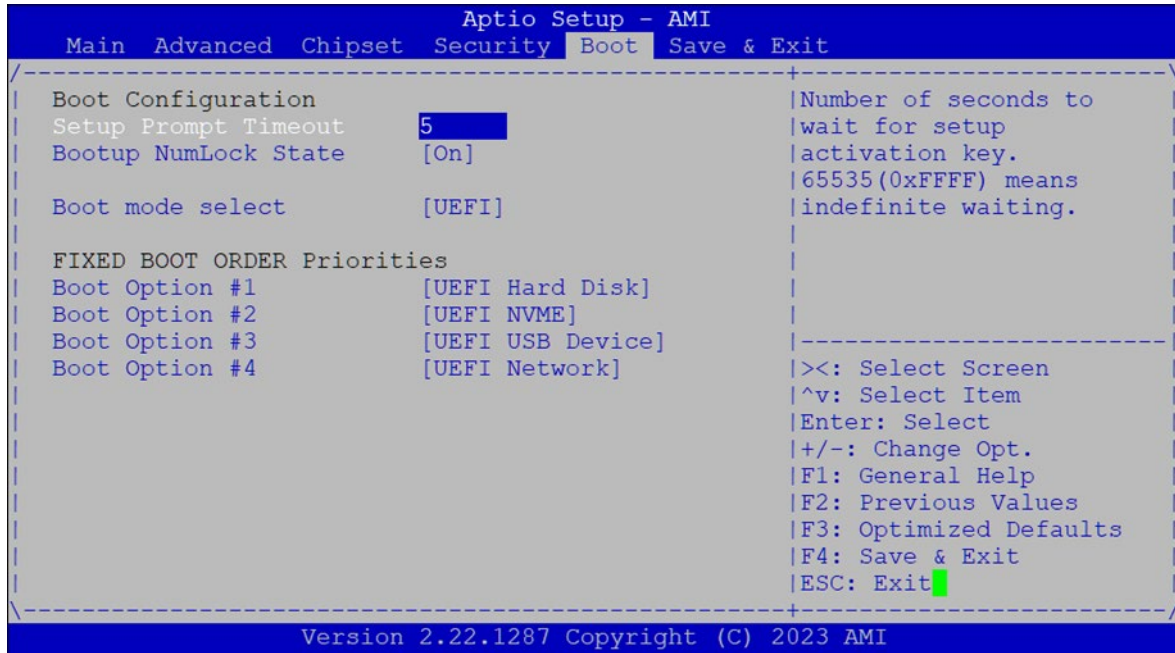 Aptio Setup - AMI
Main Advanced Chipset Security Boot Save & Exit
Boot Configuration
Setup Prompt Timeout 5
Bootup NumLock State [On]
Boot mode select [UEFI]
FIXED BOOT ORDER Priorities
Boot Option #1 [UEFI Hard Disk]
Boot Option #2 [UEFI NVME]
Boot Option #3 [UEFI USB Device]
Boot Option #4 [UEFI Network]
Number of seconds to
wait for setup
activation key.
65535(0xFFFF) means
indefinite waiting.
><: Select Screen
^v: Select Item
Enter: Select
+/-: Change Opt.
F1: General Help
F2: Previous Values
F3: Optimized Defaults
F4: Save & Exit
ESC: Exit
Version 2.22.1287 Copyright (C) 2023 AMI